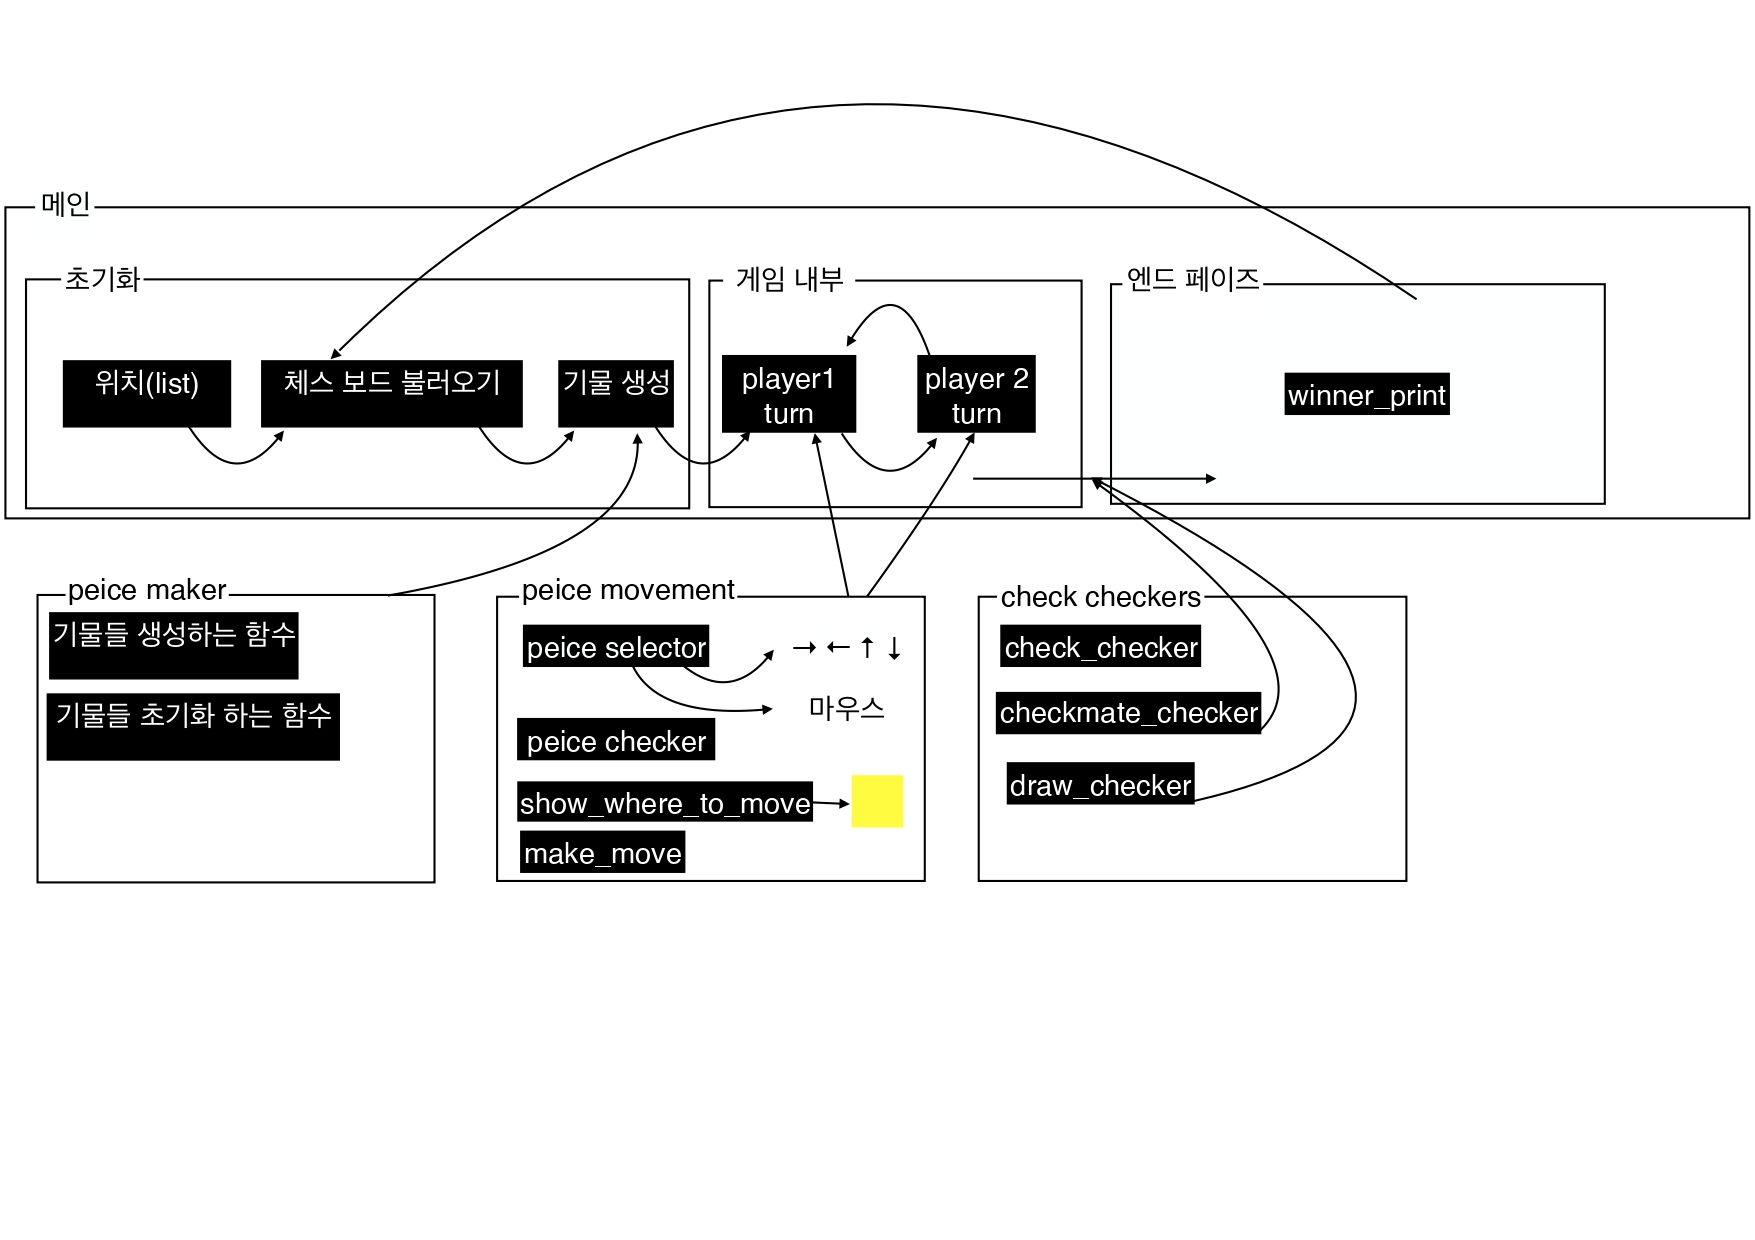 메인
초기화
위치(list)
체스 보드 불러오기
기물 생성
게임 내부
player1
turn
player 2
turn
엔드 페이즈
winner_print
peice maker
기물들 생성하는 함수
기물들 초기화 하는 함수
peice movement
peice selector
→ ← ↑ ↓
마우스
peice checker
show_where_to_move
make_move
check checkers
check_checker
checkmate_checker
draw_checker